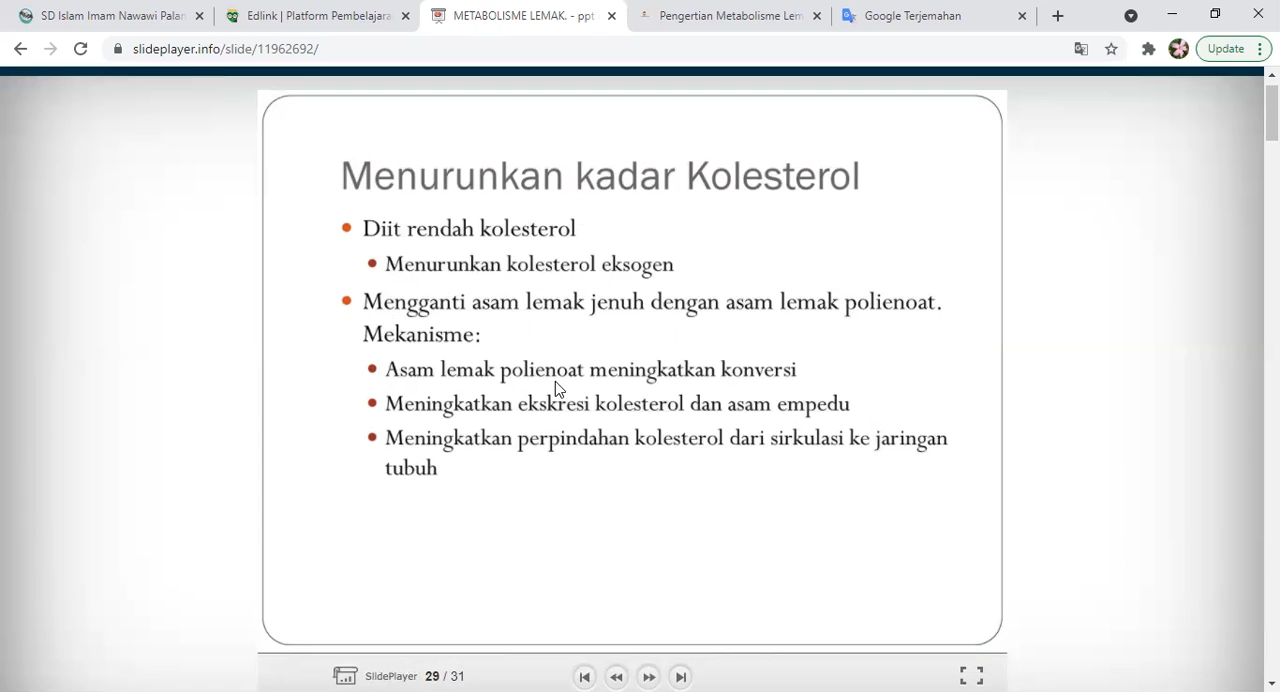 SD Islam Imam Nawawi Palan
Edlink | Platform Pembelajara
METABOLISME LEMAK. - ppt
Pengertian Metabolisme Lem
Google Terjemahan
slideplayer.info/slide/11962692/
Update
Menurunkan kadar Kolesterol
Diit rendah kolesterol
Menurunkan kolesterol eksogen
Mengganti asam lemak jenuh dengan asam lemak polienoat.
Mekanisme:
Asam lemak polienoat meningkatkan konversi
Meningkatkan ekskresi kolesterol dan asam empedu
Meningkatkan perpindahan kolesterol dari sirkulasi ke jaringan
tubuh
SlidePlayer 29 / 31